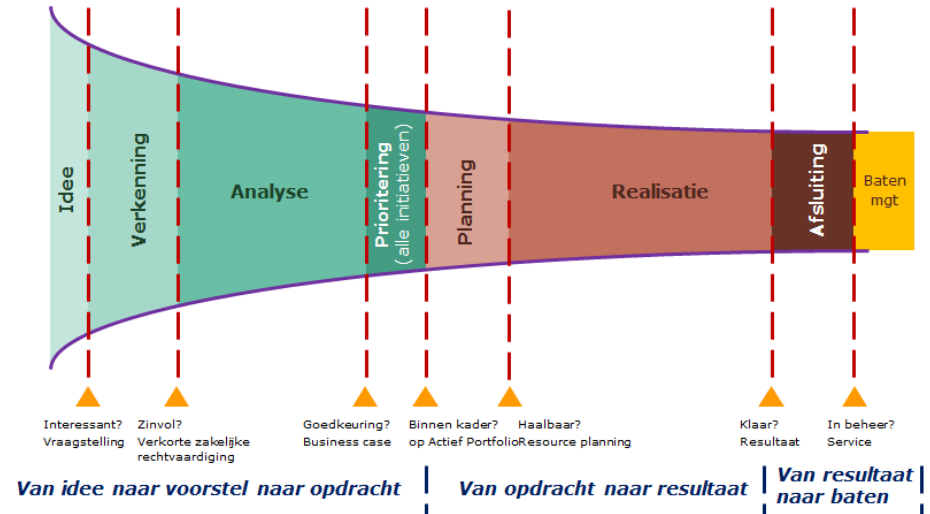 Idee
Verkenning
Analyse
Prioritering
(alle initiatieven)
Planning
Realisatie
Afsluiting
Baten
mgt
Interessant?
Vraagstelling
Zinvol?
Verkorte zakelijke
rechtvaardiging
Goedkeuring?
Business case
Binnen kader?
op Actief Portfolio
Haalbaar?
Resource planning
Klaar?
Resultaat
In beheer?
Service
Van idee naar voorstel naar opdracht
Van opdracht naar resultaat
Van resultaat
naar baten